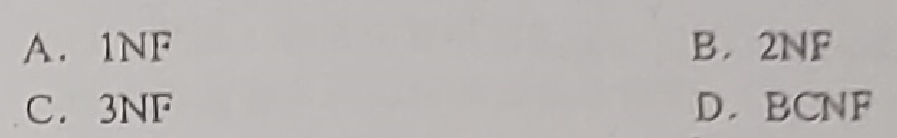 A. 1NF B. 2NF
C. 3NF D. BCNF